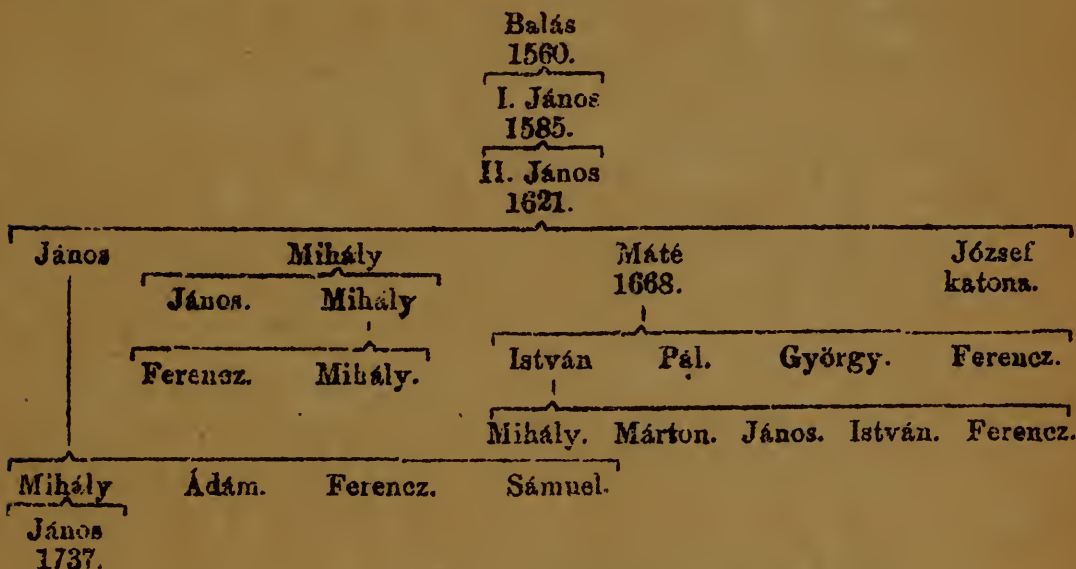 Balás
1560.
I. János
1585.
II. János
1621.
János Mihály Máté József
1668. katona.
János. Mihály
István Pál. György. Ferencz.
Ferencz. Mihály.
Mihály. Márton. János. István. Ferencz.
Mihály Ádám. Ferencz. Sámuel.
János
1737.